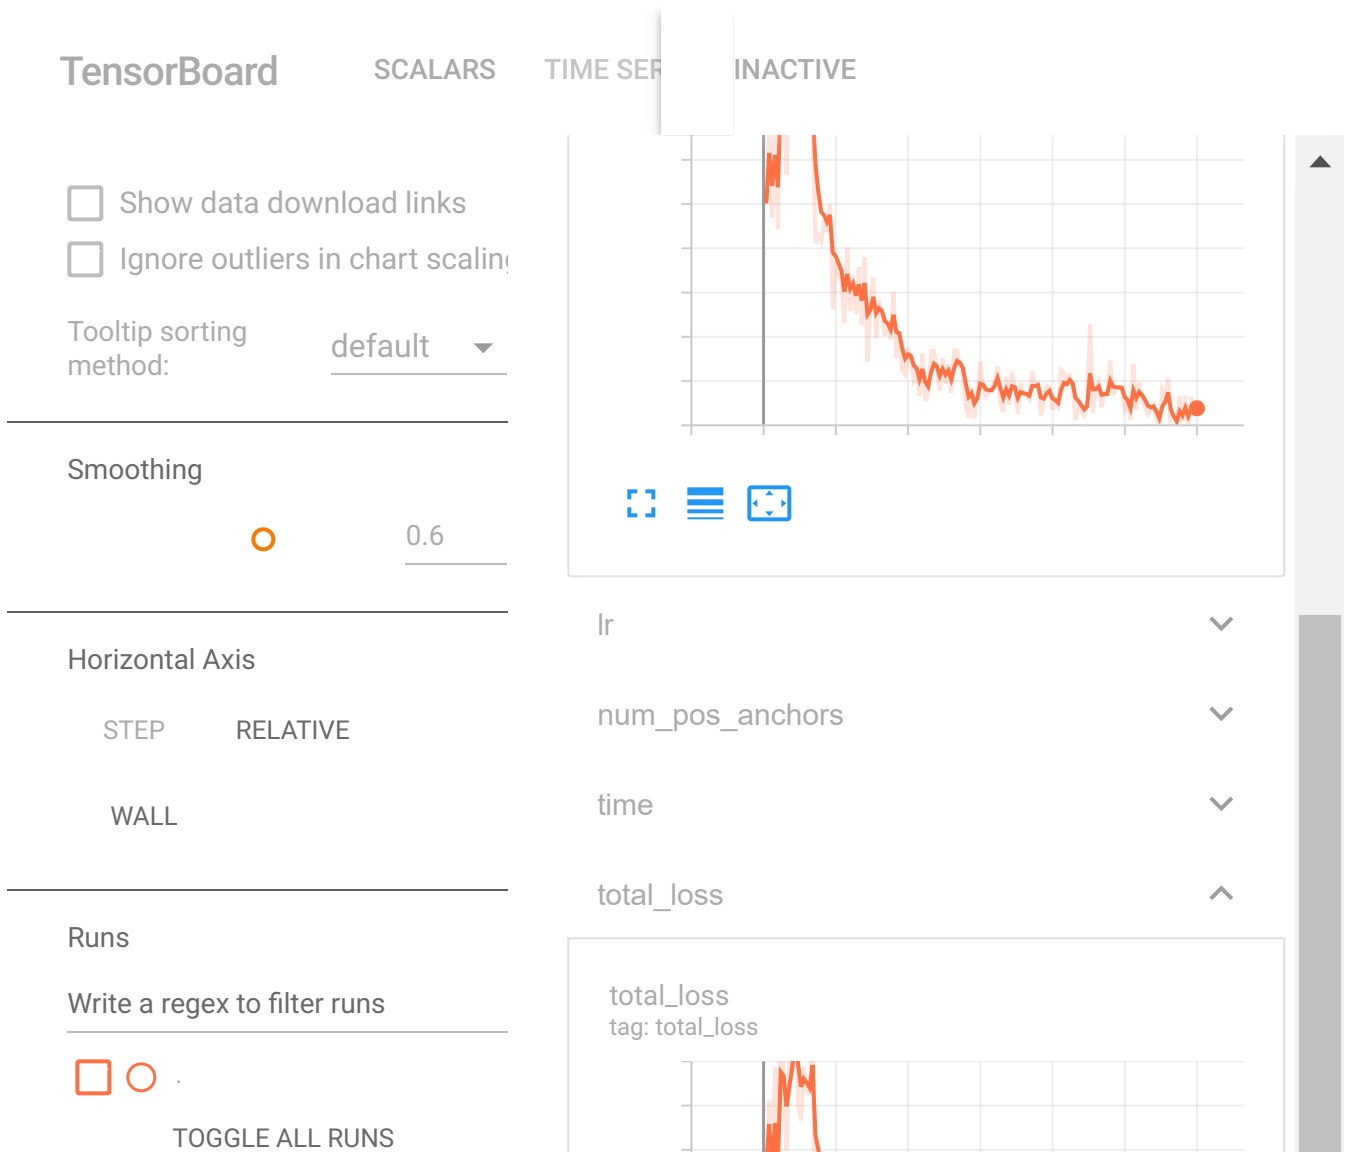 TensorBoard
SCALARS
TIME SER
INACTIVE
Show data download links
Ignore outliers in chart scaling
Tooltip sorting
method:
default
Smoothing
0.6
Horizontal Axis
STEP
RELATIVE
WALL
Runs
Write a regex to filter runs
.
TOGGLE ALL RUNS
lr
num_pos_anchors
time
total_loss
total_loss
tag: total_loss